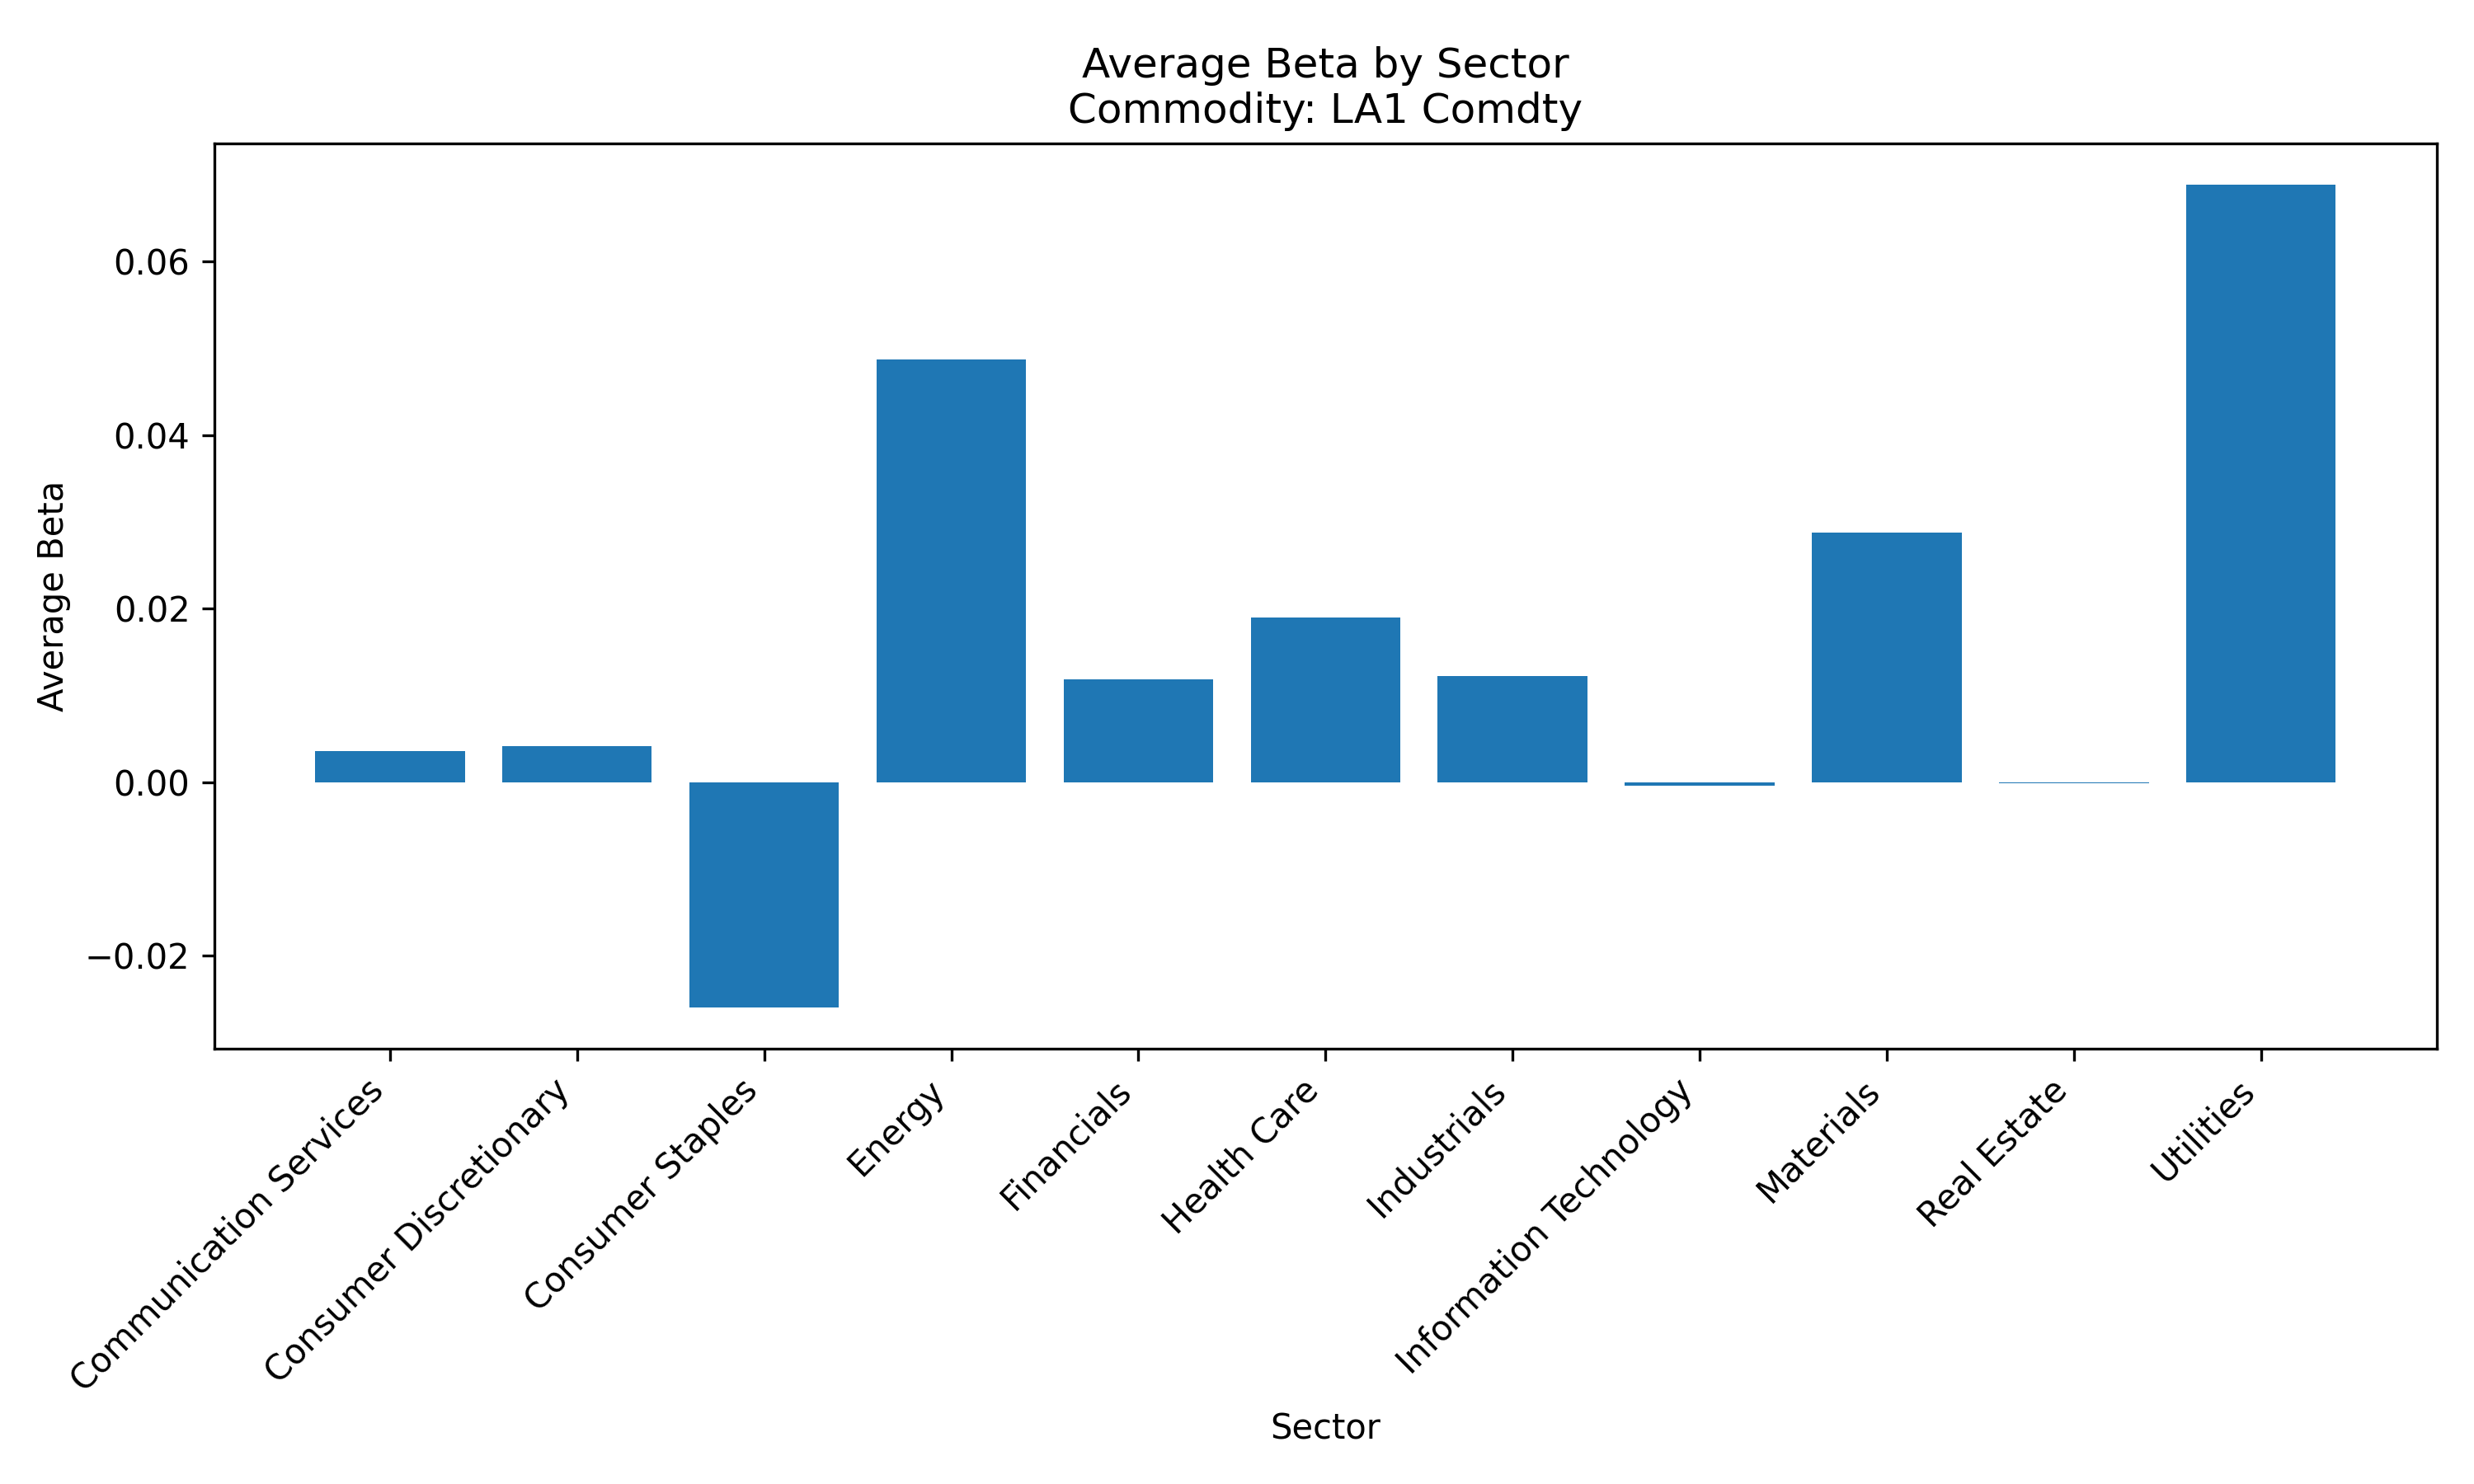 Average Beta by Sector
Commodity: LA1 Comdty
Average Beta
0.06
0.04
0.02
0.00
−0.02
Communication Services
Consumer Discretionary
Consumer Staples
Energy
Financials
Health Care
Industrials
Information Technology
Materials
Real Estate
Utilities
Sector